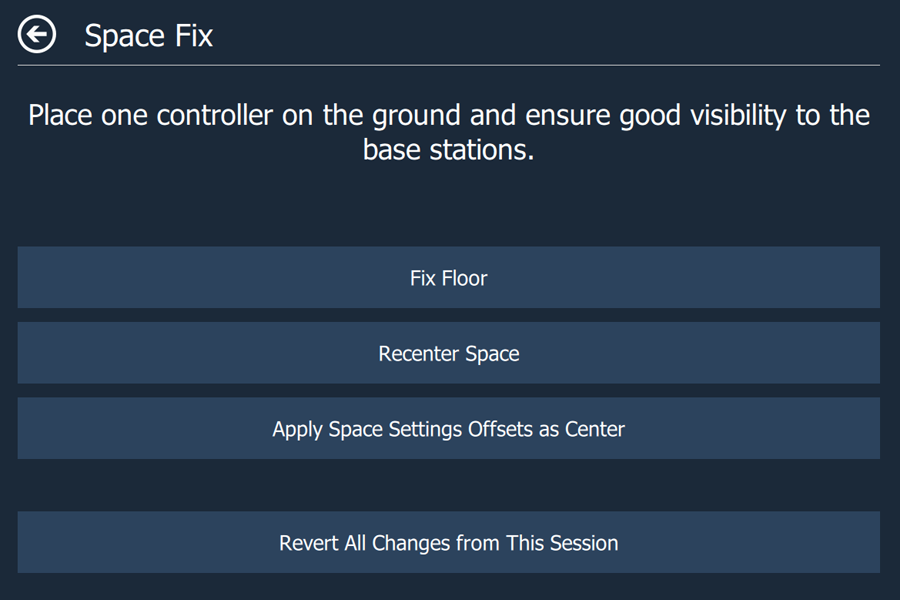 Space Fix
Place one controller on the ground and ensure good visibility to the
base stations.
Fix Floor
Recenter Space
Apply Space Settings Offsets as Center
Revert All Changes from This Session